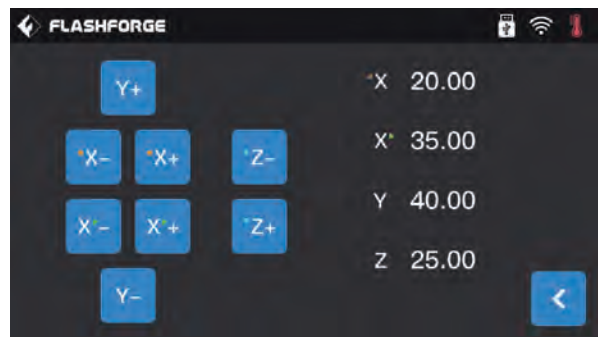 FLASHFORGE
Y+
X- X+ Z-
X- X+ Z+
Y-
X 20.00
X 35.00
Y 40.00
Z 25.00